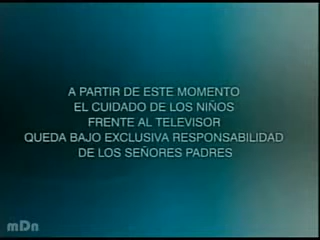 A PARTIR DE ESTE MOMENTO
EL CUIDADO DE LOS NIÑOS
FRENTE AL TELEVISOR
QUEDA BAJO EXCLUSIVA RESPONSABILIDAD
DE LOS SEÑORES PADRES
mDn